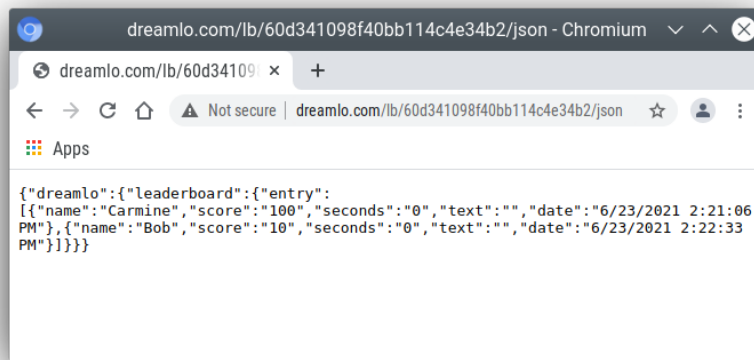 dreamlo.com/lb/60d341098f40bb114c4e34b2/json - Chromium
dreamlo.com/lb/60d34109
Not secure | dreamlo.com/lb/60d341098f40bb114c4e34b2/json
Apps
{"dreamlo":{"leaderboard":{"entry":
[{"name":"Carmine","score":"100","seconds":"0","text":"","date":"6/23/2021 2:21:06
PM"},{"name":"Bob","score":"10","seconds":"0","text":"","date":"6/23/2021 2:22:33
PM"}]}}}